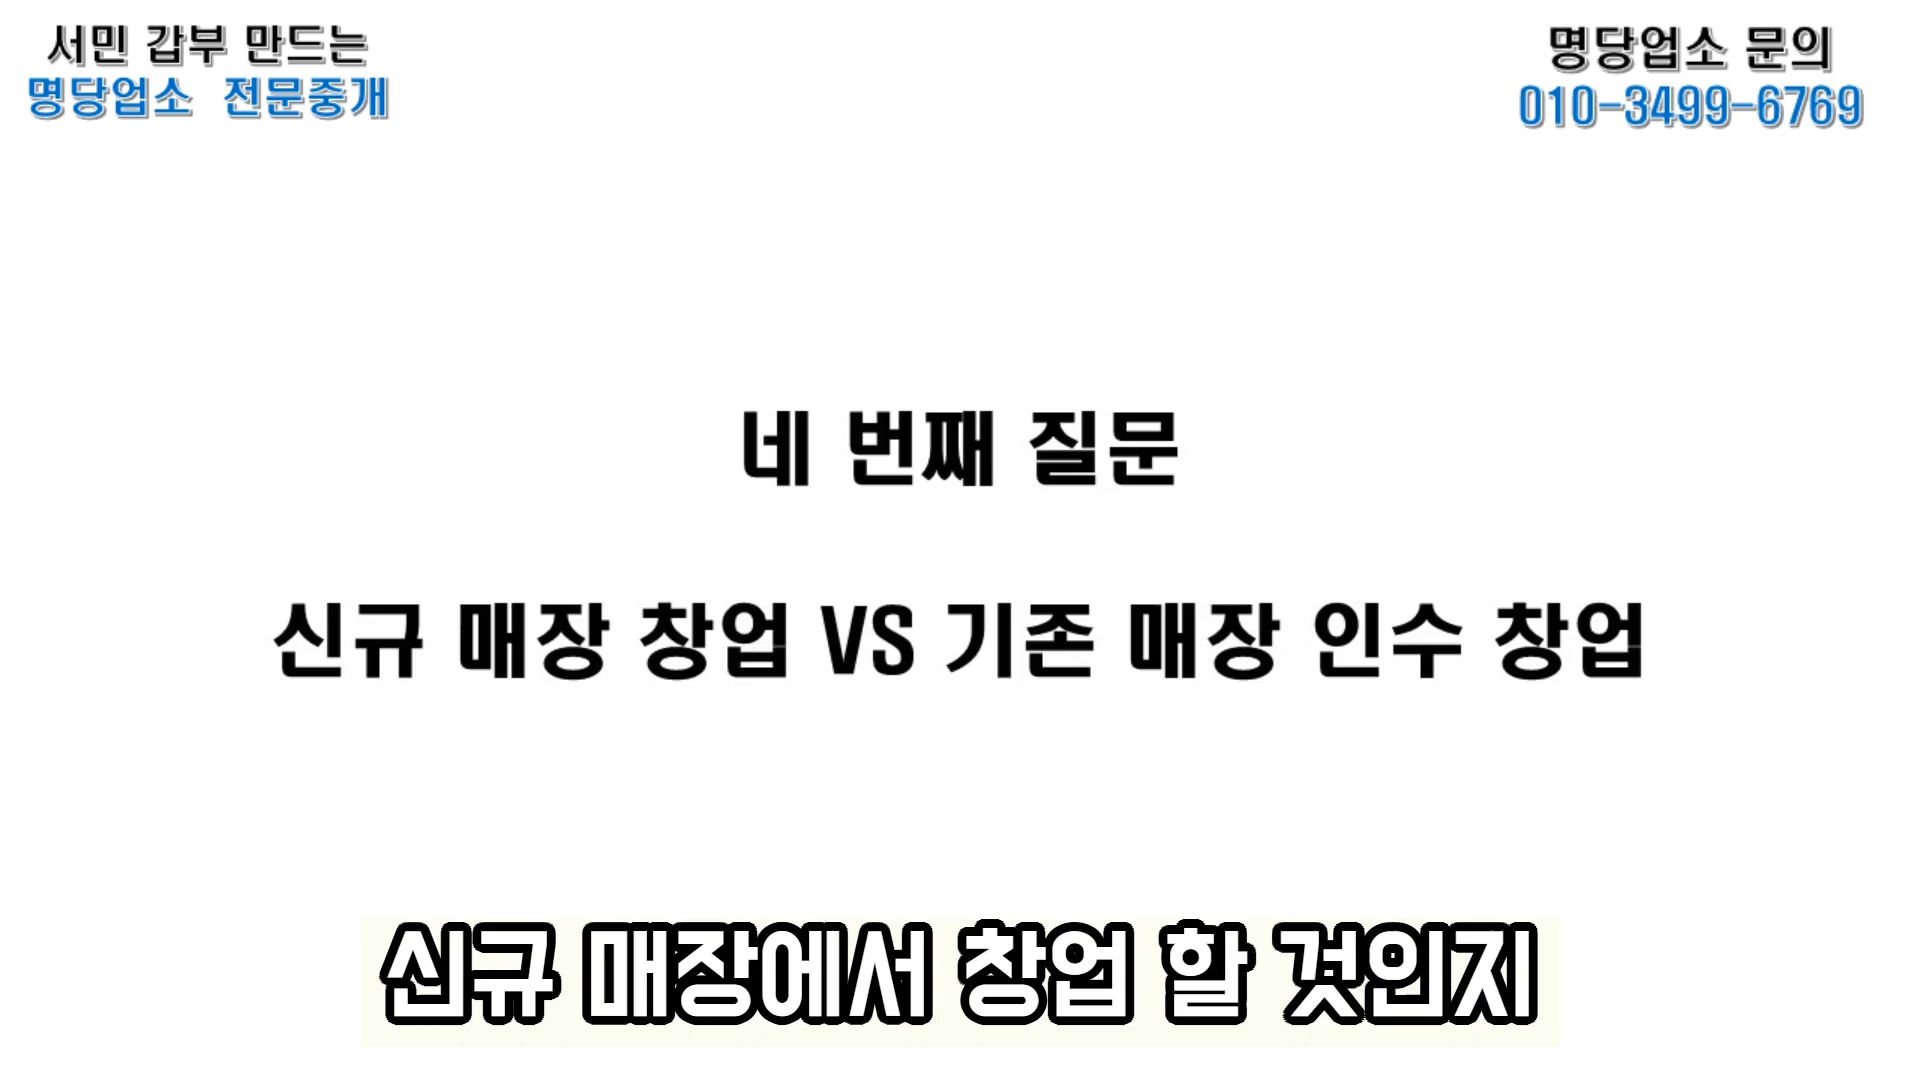 서민 갑부 만드는
명당업소 전문중개
명당업소 문의
010-3499-6769
네 번째 질문
신규 매장 창업 VS 기존 매장 인수 창업
신규 매장에서 창업 할 것인지